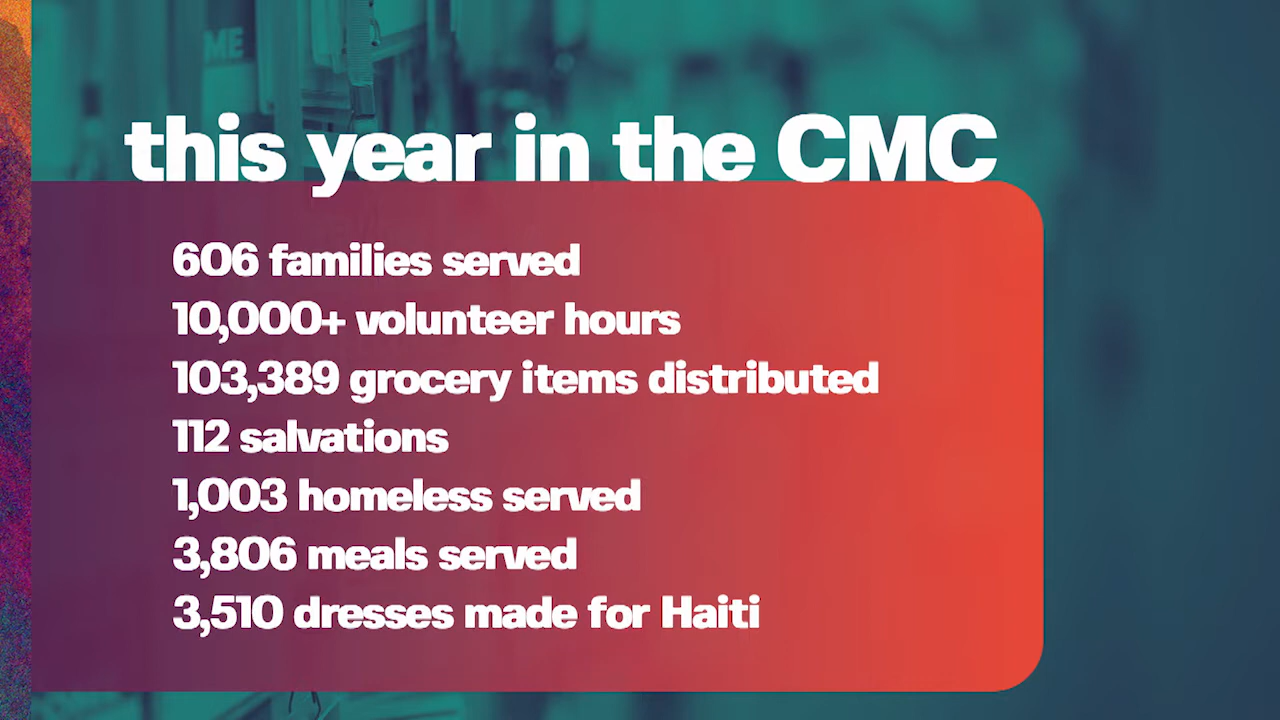 ME
this year in the CMC
606 families served
10,000+ volunteer hours
103,389 grocery items distributed
112 salvations
1,003 homeless served
3,806 meals served
3,510 dresses made for Haiti